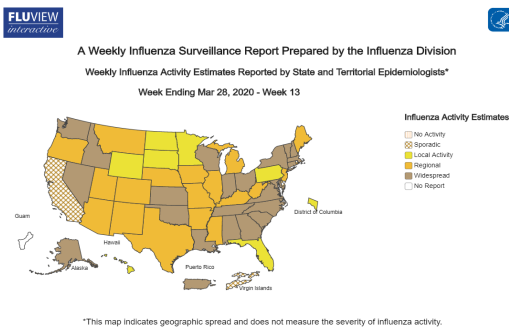 FLUVIEW
interactive
A Weekly Influenza Surveillance Report Prepared by the Influenza Division
Weekly Influenza Activity Estimates Reported by State and Territorial Epidemiologists*
Week Ending Mar 28, 2020 - Week 13
Influenza Activity Estimates
No Activity
Sporadic
Local Activity
Regional
Widespread
No Report
District of Columbia
Guam
Hawaii
Alaska
Puerto Rico
Virgin Islands
*This map indicates geographic spread and does not measure the severity of influenza activity.